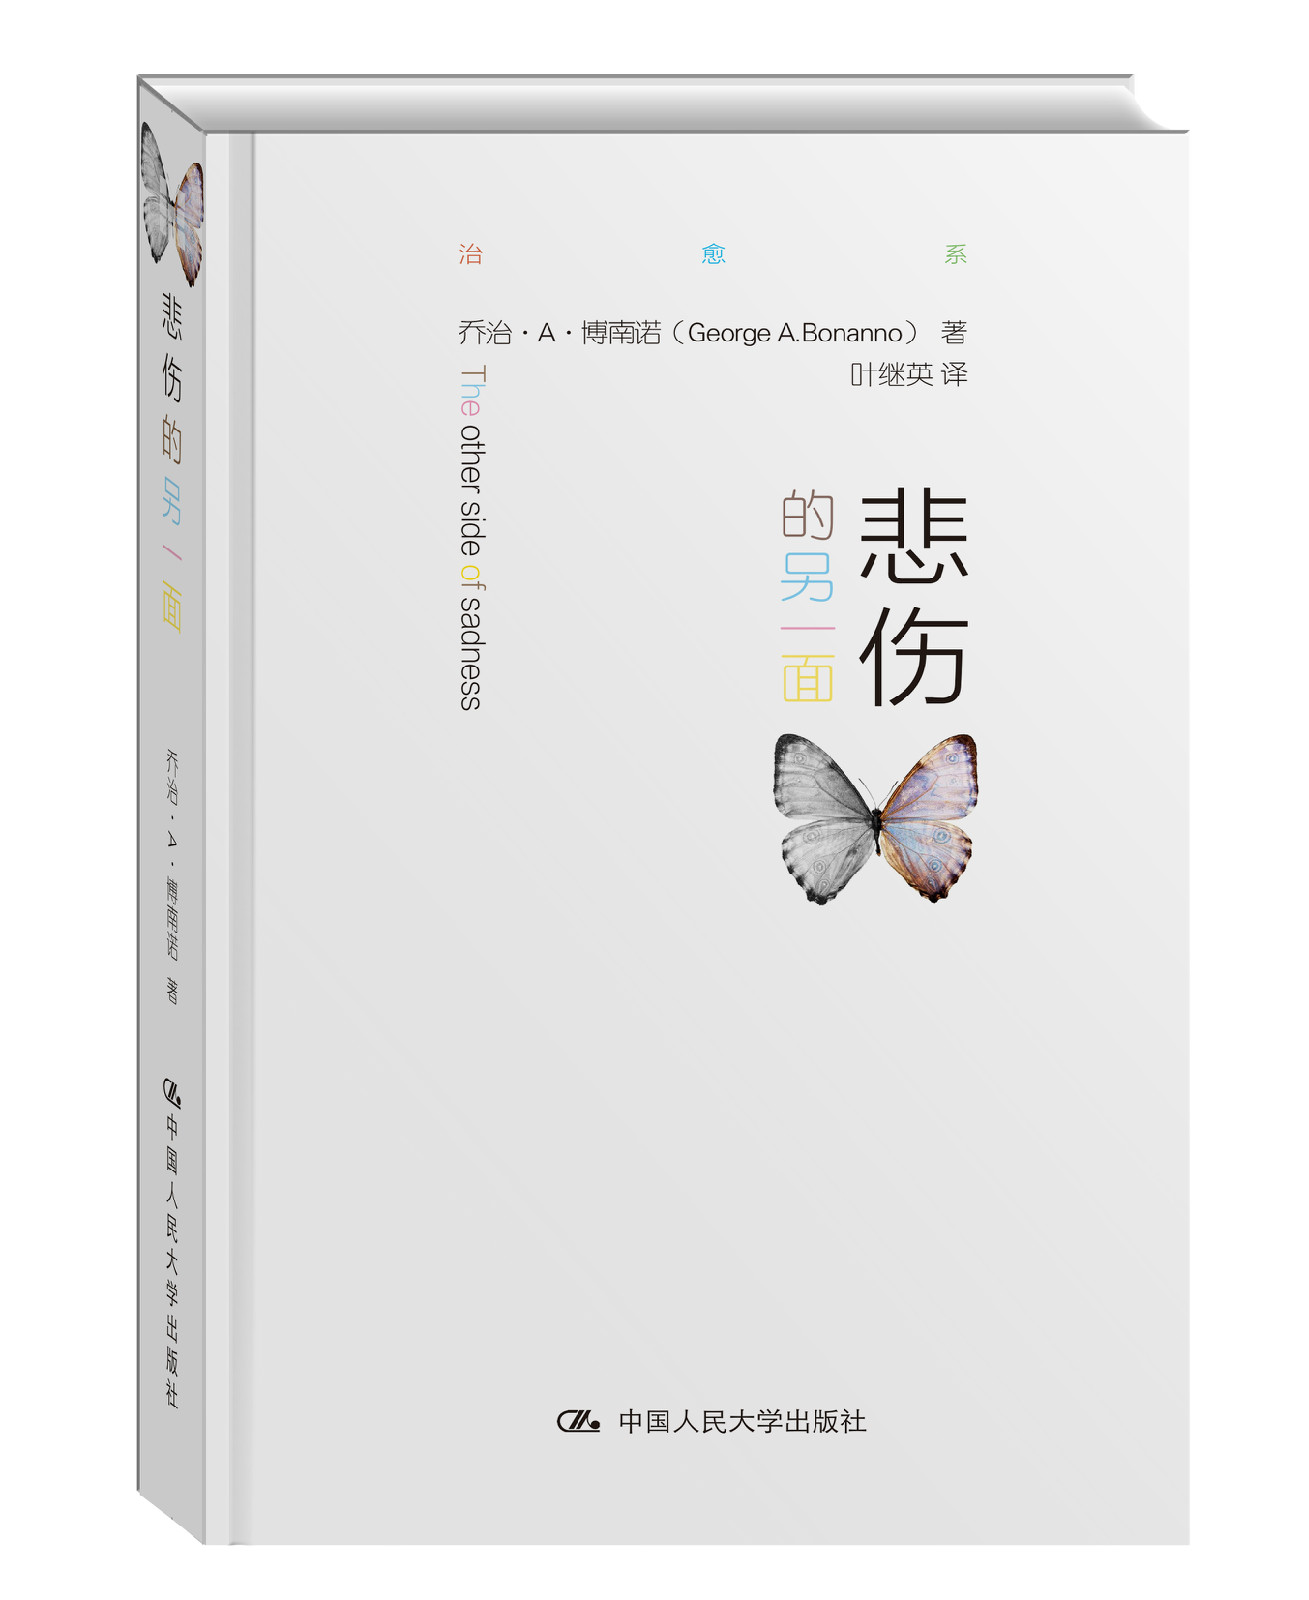 治愈系
乔治·A·博南诺（George A.Bonanno） 著
叶继英 译
The other side of sadness
悲伤
的另一面
中国人民大学出版社
悲伤的另一面
乔治·A·博南诺 著
中国人民大学出版社